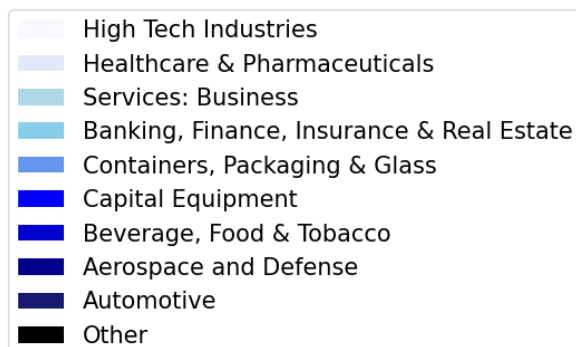 High Tech Industries
Healthcare & Pharmaceuticals
Services: Business
Banking, Finance, Insurance & Real Estate
Containers, Packaging & Glass
Capital Equipment
Beverage, Food & Tobacco
Aerospace and Defense
Automotive
Other